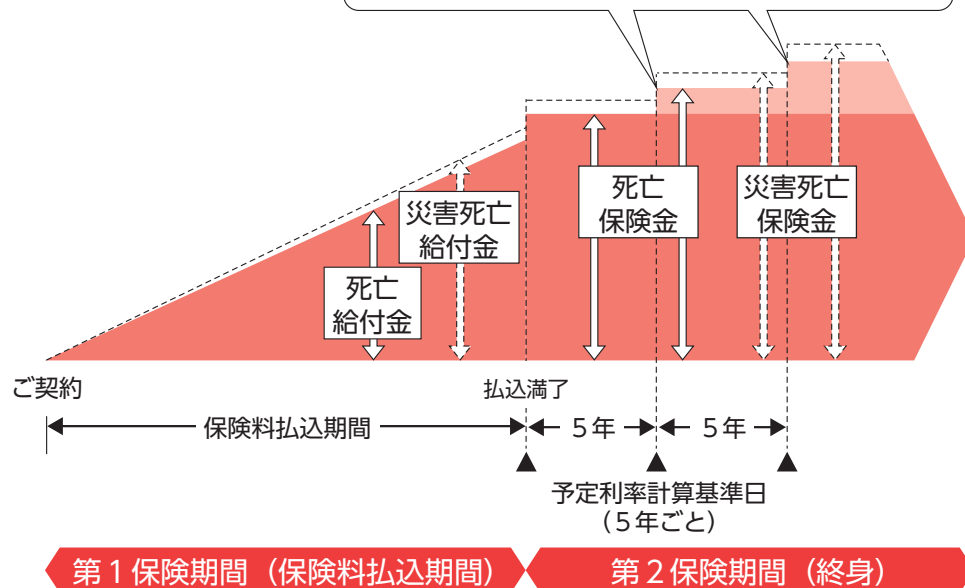 災害死亡
給付金
死亡
給付金
死亡
保険金
災害死亡
保険金
ご契約
払込満了
保険料払込期間
5年
5年
予定利率計算基準日
（5年ごと）
第1保険期間（保険料払込期間）
第2保険期間（終身）